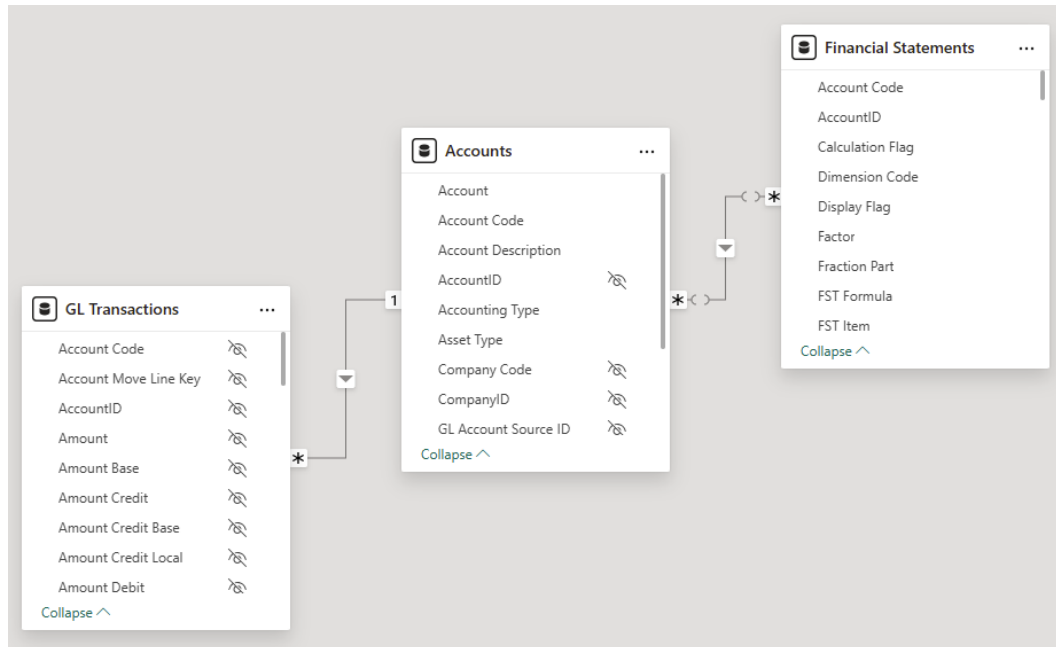 Financial Statements
Account Code
AccountID
Calculation Flag
Dimension Code
Display Flag
Factor
Fraction Part
FST Formula
FST Item
Collapse
*
Accounts
Account
Account Code
Account Description
AccountID
Accounting Type
Asset Type
Company Code
CompanyID
GL Account Source ID
Collapse
1
*
GL Transactions
Account Code
Account Move Line Key
AccountID
Amount
Amount Base
Amount Credit
Amount Credit Base
Amount Credit Local
Amount Debit
Collapse
*